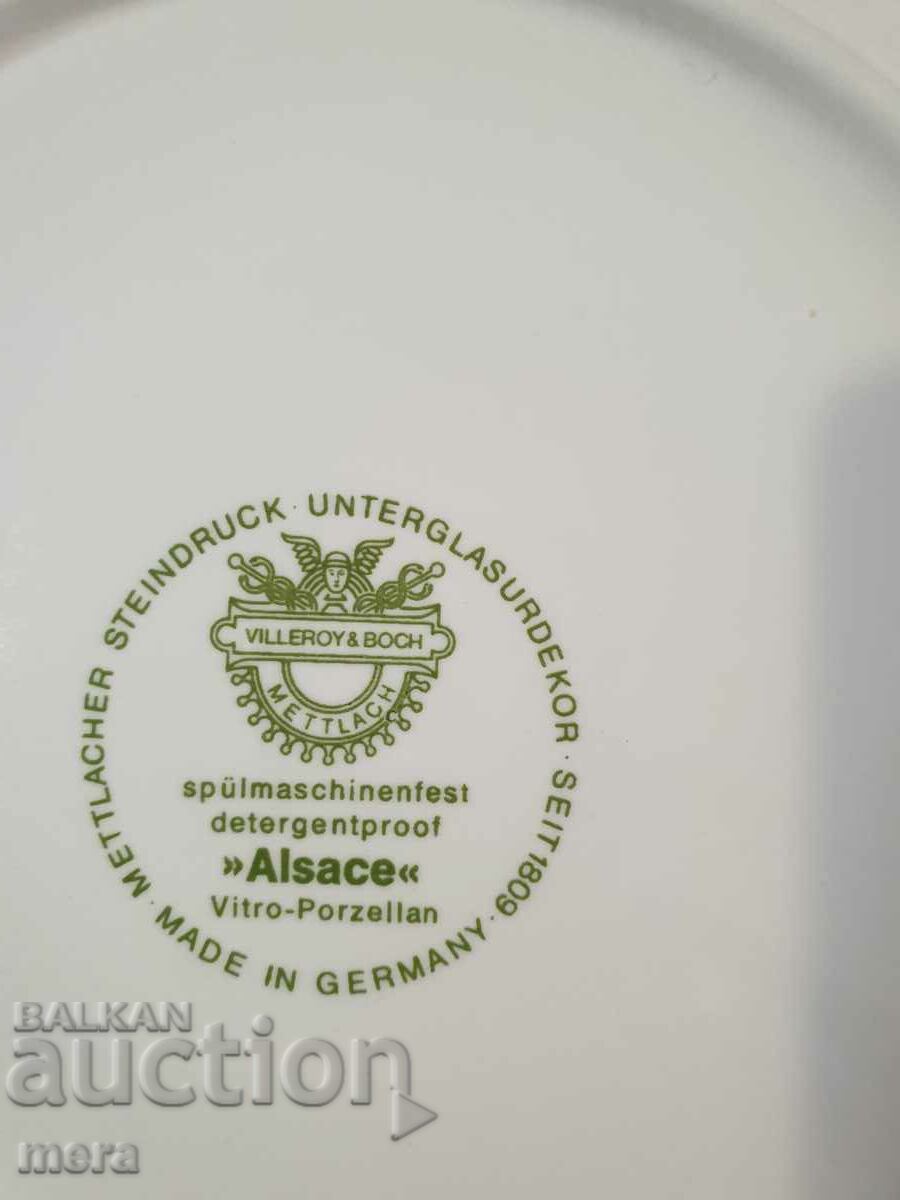 METTLACHER STEINDRUCK · UNTERGLASURDEKOR · SEIT 1809 · MADE IN GERMANY ·
VILLEROY & BOCH
METTLACH
spülmaschinenfest
detergentproof
»Alsace«
Vitro-Porzellan
BALKAN
auction
mera